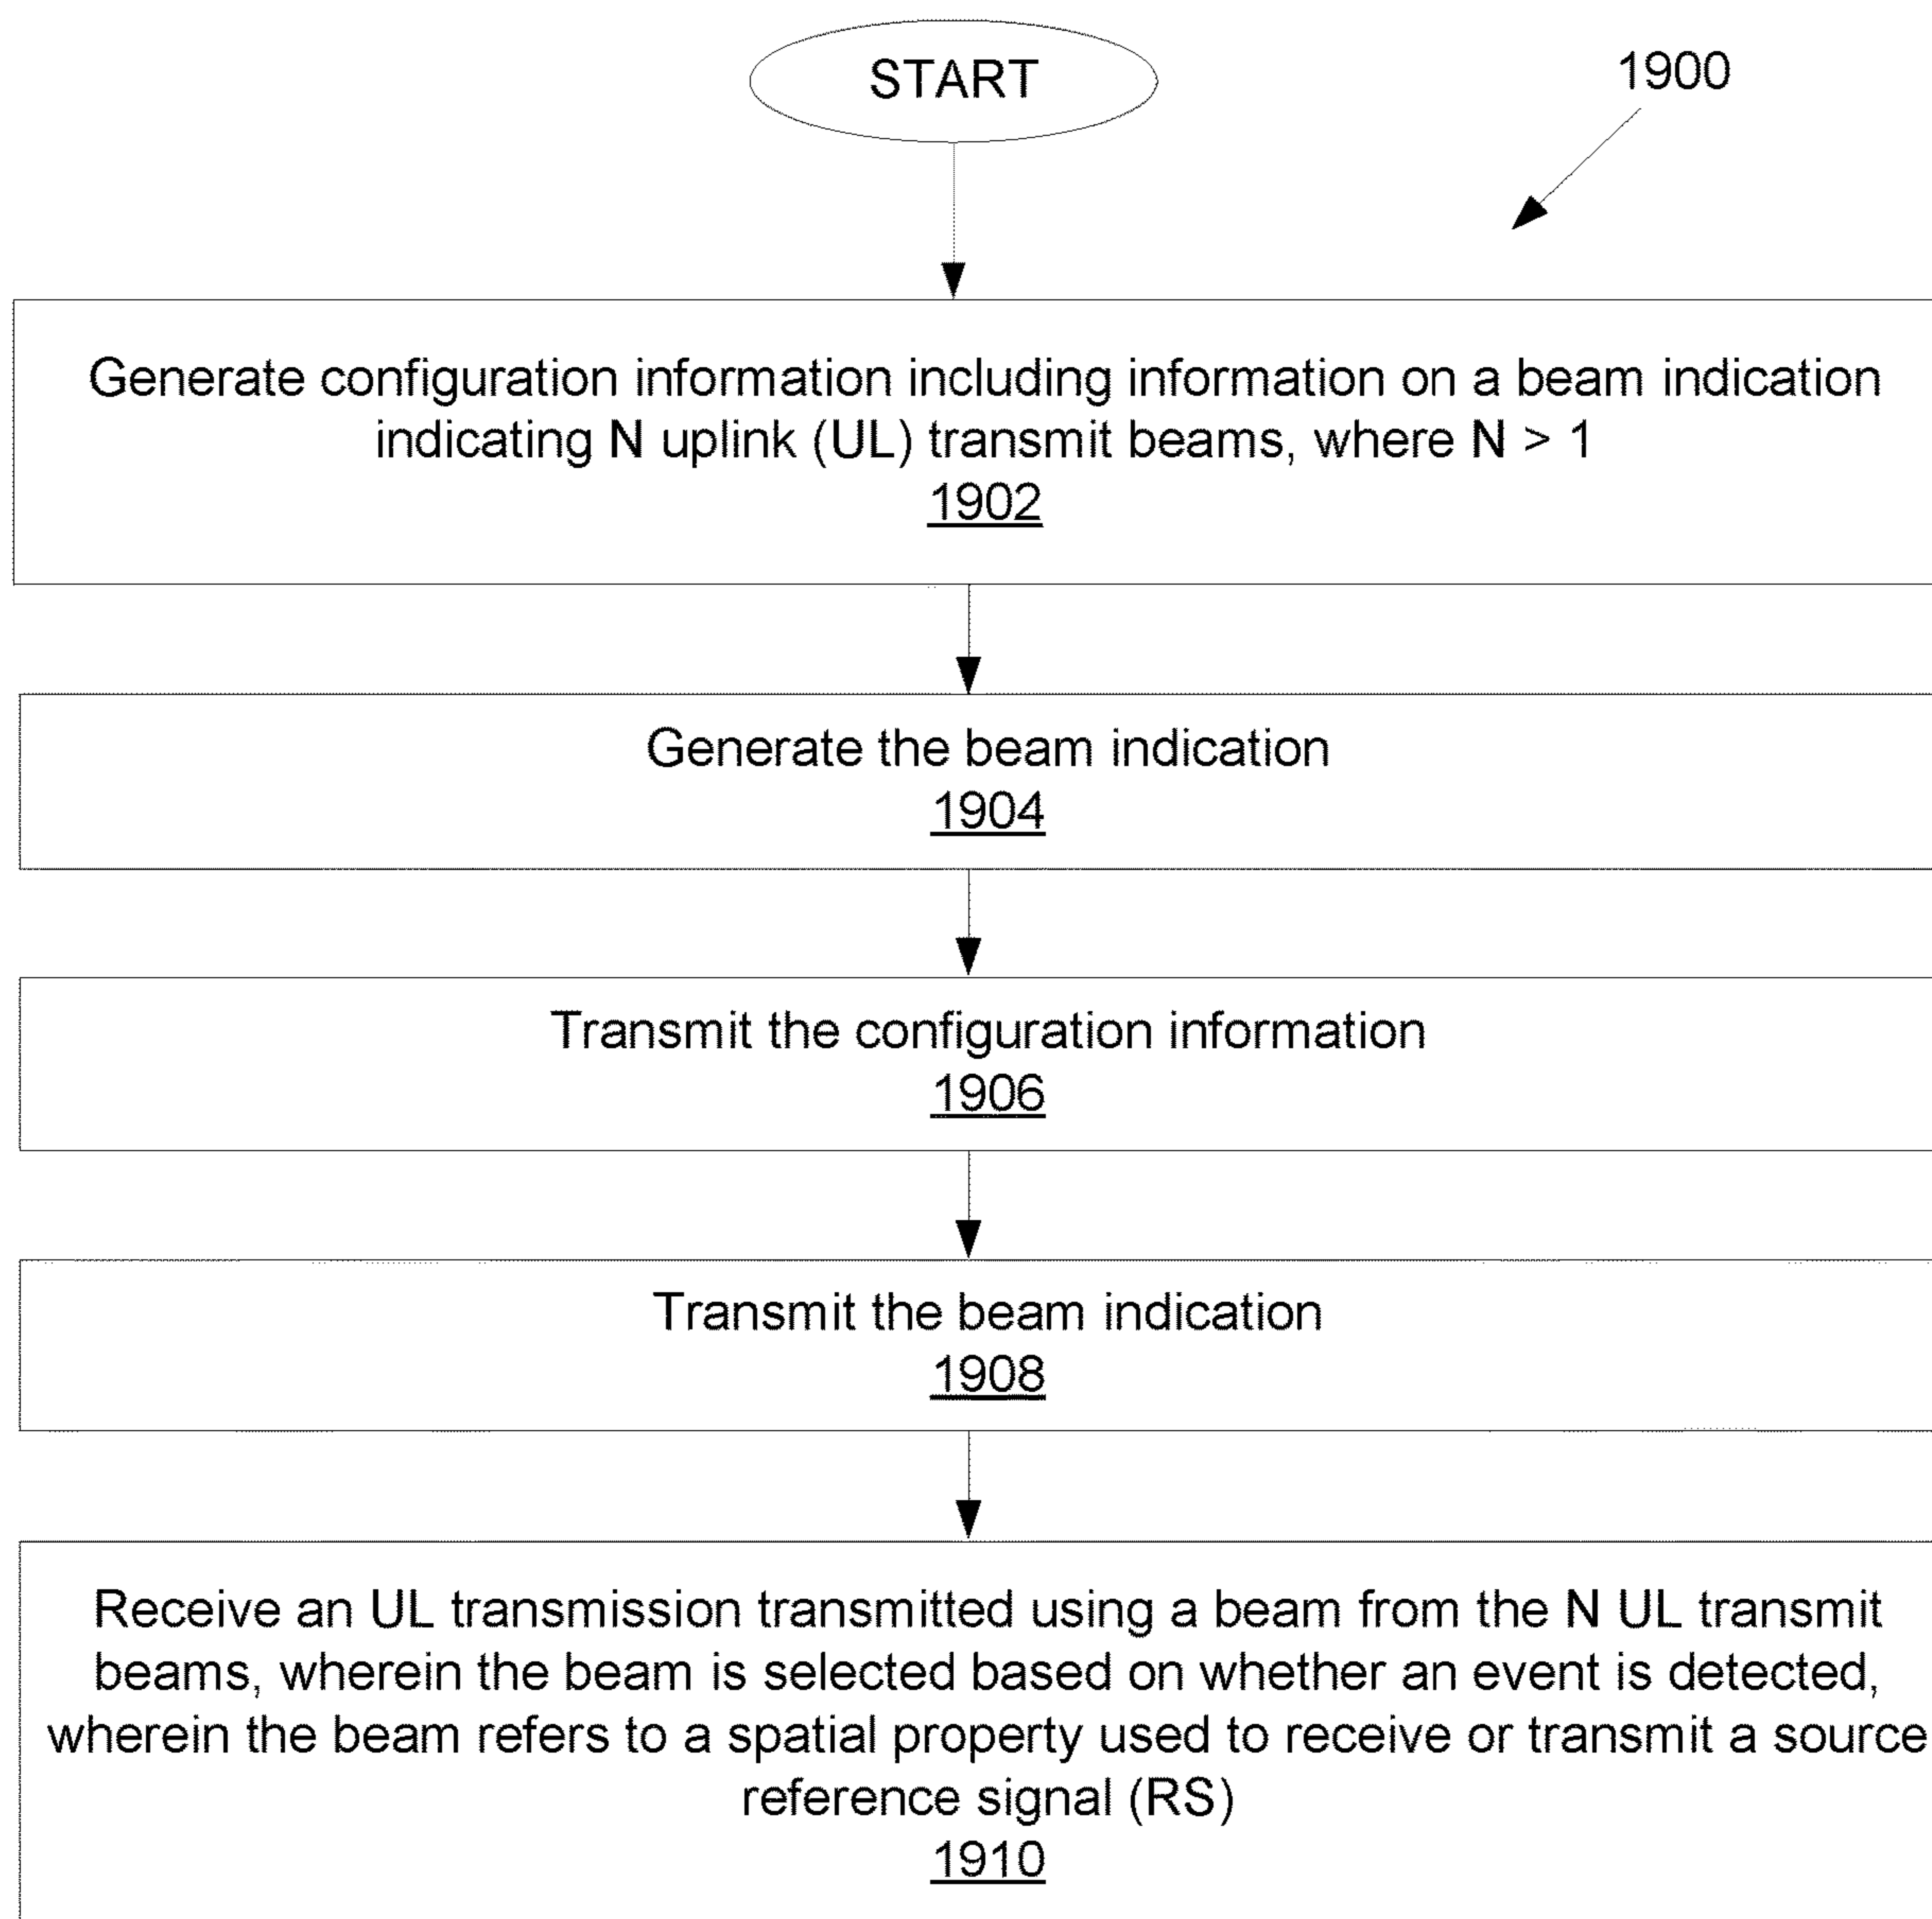 START
1900
Generate configuration information including information on a beam indication
indicating N uplink (UL) transmit beams, where N > 1
1902
Generate the beam indication
1904
Transmit the configuration information
1906
Transmit the beam indication
1908
Receive an UL transmission transmitted using a beam from the N UL transmit
beams, wherein the beam is selected based on whether an event is detected,
wherein the beam refers to a spatial property used to receive or transmit a source
reference signal (RS)
1910